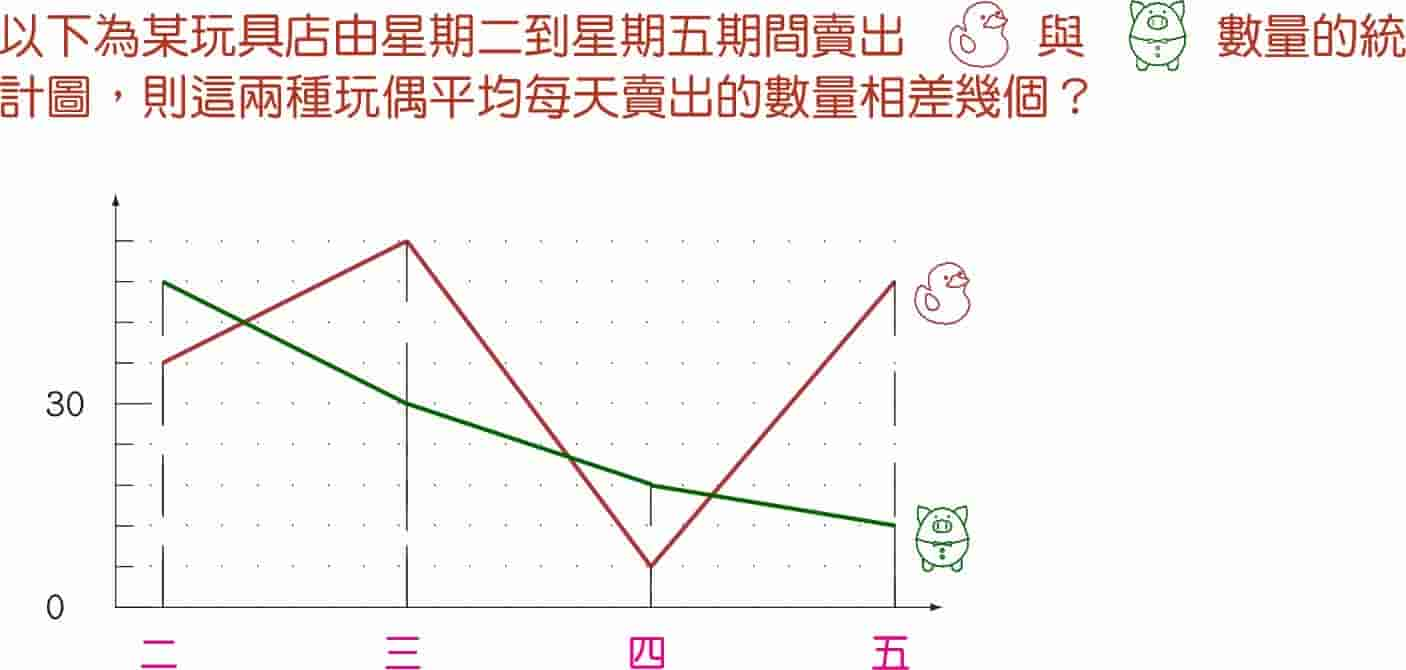 以下為某玩具店由星期二到星期五期間賣出 與 數量的統
計圖，則這兩種玩偶平均每天賣出的數量相差幾個？
30
0
二 三 四 五